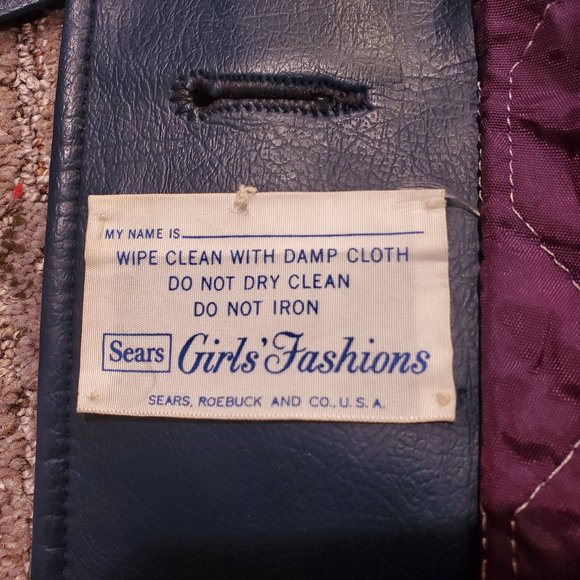 MY NAME IS
WIPE CLEAN WITH DAMP CLOTH
DO NOT DRY CLEAN
DO NOT IRON
Sears Girls' Fashions
SEARS, ROEBUCK AND CO., U. S. A.